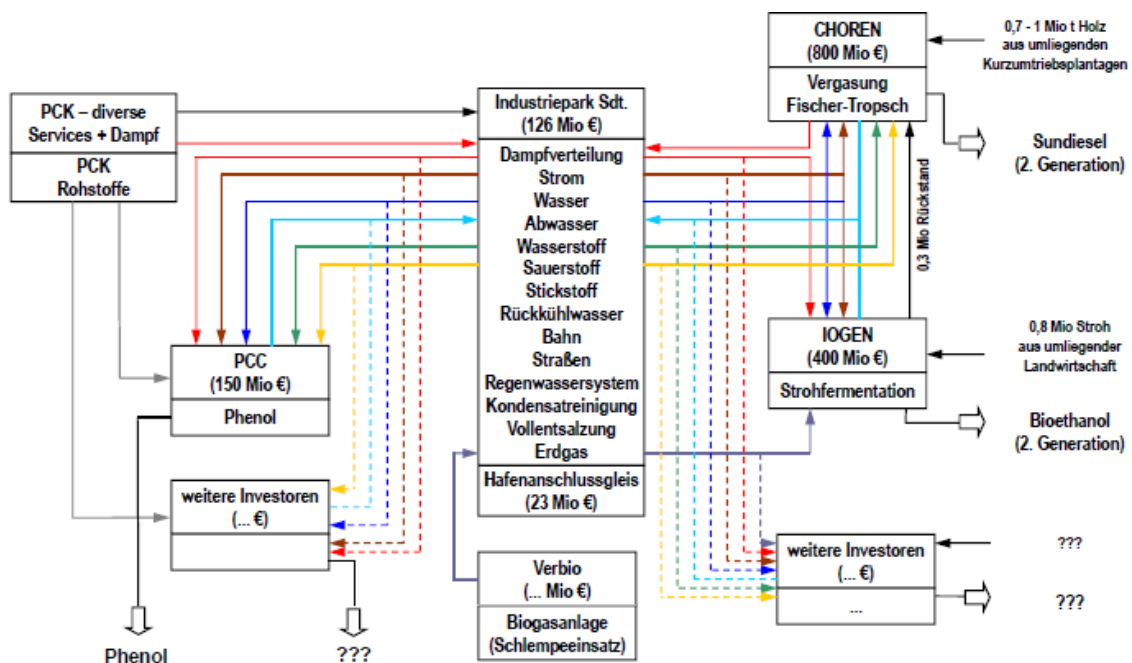 PCK – diverse
Services + Dampf
PCK
Rohstoffe
Industriepark Sdt.
(126 Mio €)
Dampfverteilung
Strom
Wasser
Abwasser
Wasserstoff
Sauerstoff
Stickstoff
Rückkühlwasser
Bahn
Straßen
Regenwassersystem
Kondensatreinigung
Vollentsalzung
Erdgas
Hafenanschlussgleis
(23 Mio €)
CHOREN
(800 Mio €)
Vergasung
Fischer-Tropsch
0,7 - 1 Mio t Holz
aus umliegenden
Kurzumtriebsplantagen
Sundiesel
(2. Generation)
0,3 Mio Rückstand
PCC
(150 Mio €)
Phenol
IOGEN
(400 Mio €)
Strohfermentation
0,8 Mio Stroh
aus umliegender
Landwirtschaft
Bioethanol
(2. Generation)
weitere Investoren
(... €)
Verbio
(... Mio €)
Biogasanlage
(Schlempeeinsatz)
weitere Investoren
(... €)
...
???
???
Phenol
???